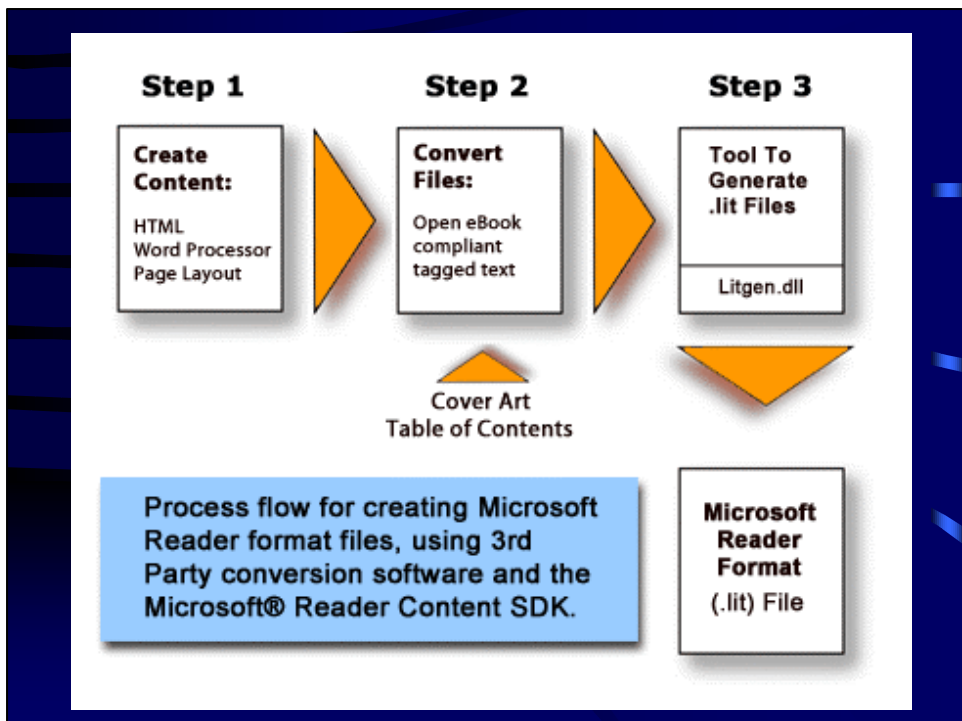 Step 1
Step 2
Step 3
Create
Content:
HTML
Word Processor
Page Layout
Convert
Files:
Open eBook
compliant
tagged text
Tool To
Generate
.lit Files
Litgen.dll
Cover Art
Table of Contents
Process flow for creating Microsoft
Reader format files, using 3rd
Party conversion software and the
Microsoft® Reader Content SDK.
Microsoft
Reader
Format
(.lit) File